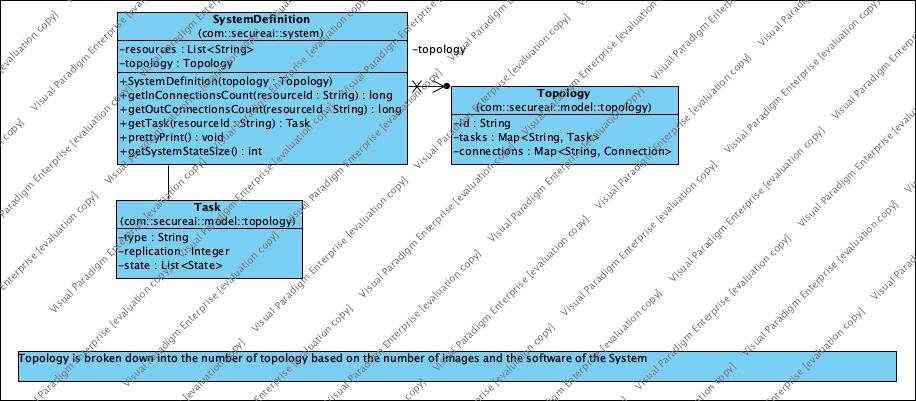 SystemDefinition
(com::secureai::system)
-resources : List<String>
-topology : Topology
+SystemDefinition(topology : Topology)
+getInConnectionsCount(resourceId : String) : long
+getOutConnectionsCount(resourceId : String) : long
+getTask(resourceId : String) : Task
+prettyPrint() : void
+getSystemStateSize() : int
-topology
Topology
(com::secureai::model::topology)
-id : String
-tasks : Map<String, Task>
-connections : Map<String, Connection>
Task
(com::secureai::model::topology)
-type : String
-replication : Integer
-state : List<State>
Topology is broken down into the number of topology based on the number of images and the software of the System
Visual Paradigm Enterprise [evaluation copy]